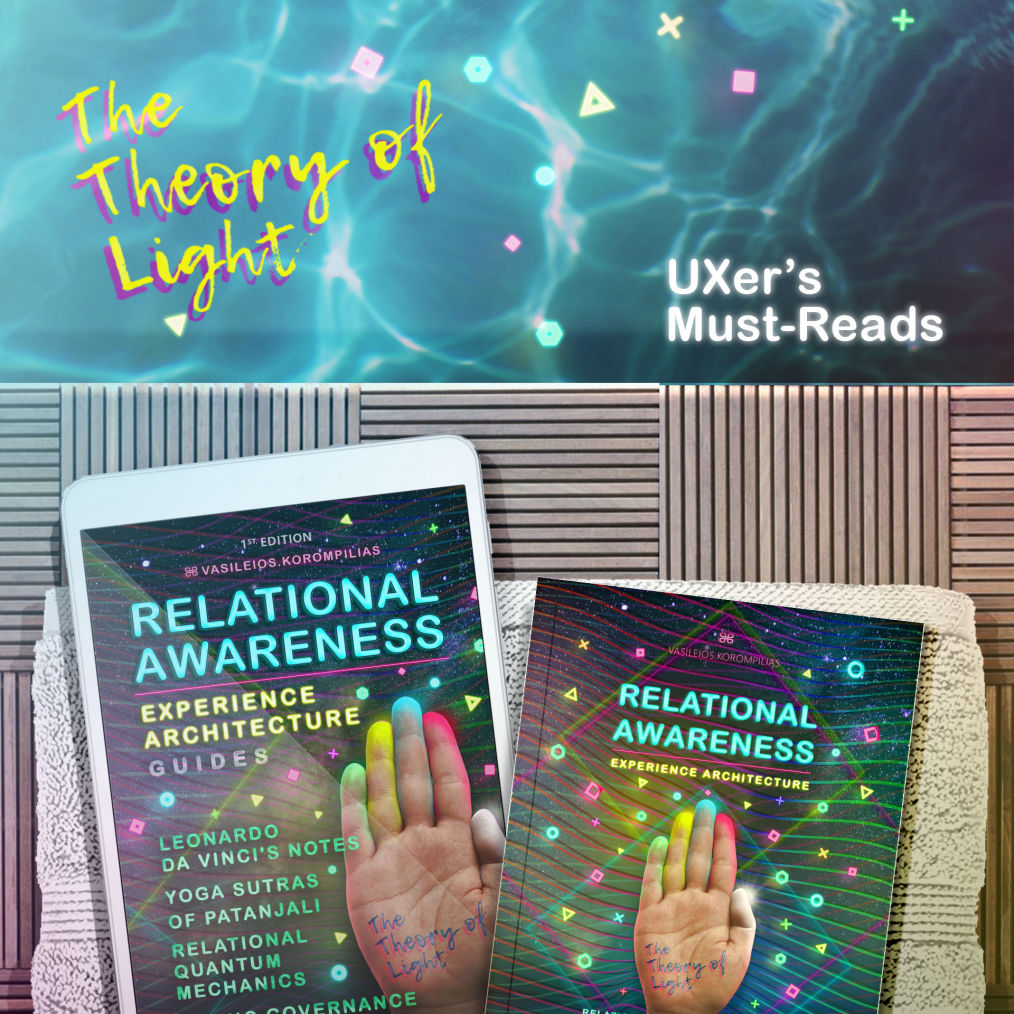 The
Theory of
Light
UXer’s
Must-Reads
1ST. EDITION
VASILEIOS.KOROMPILIAS
RELATIONAL
AWARENESS
EXPERIENCE
ARCHITECTURE
GUIDES
LEONARDO
DA VINCI'S NOTES
YOGA SUTRAS
OF PATANJALI
RELATIONAL
QUANTUM
MECHANICS
GOVERNANCE
The
Theory of
Light
VASILEIOS.KOROMPILIAS
RELATIONAL
AWARENESS
EXPERIENCE ARCHITECTURE
The
Theory of
Light